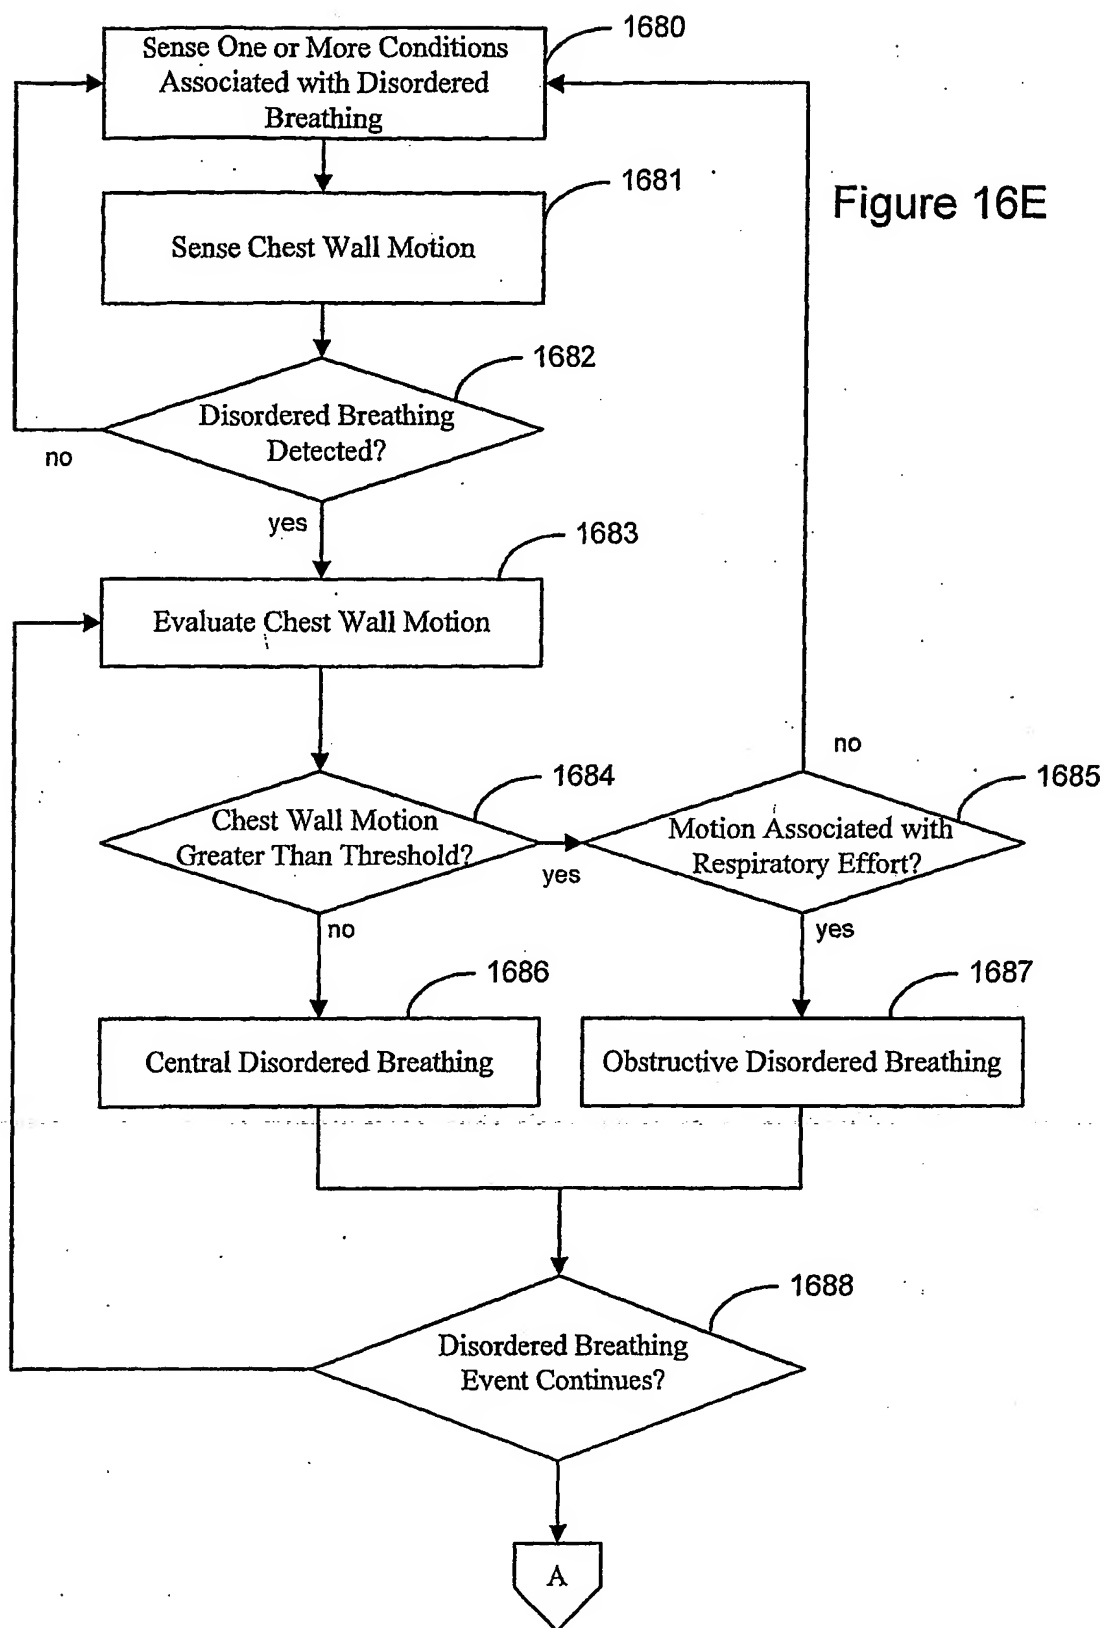 1680
Sense One or More Conditions
Associated with Disordered
Breathing
1681
Sense Chest Wall Motion
Figure 16E
1682
Disordered Breathing
Detected?
no
yes
1683
Evaluate Chest Wall Motion
1684
Chest Wall Motion
Greater Than Threshold?
yes
no
no
1685
Motion Associated with
Respiratory Effort?
yes
1686
Central Disordered Breathing
1687
Obstructive Disordered Breathing
1688
Disordered Breathing
Event Continues?
A